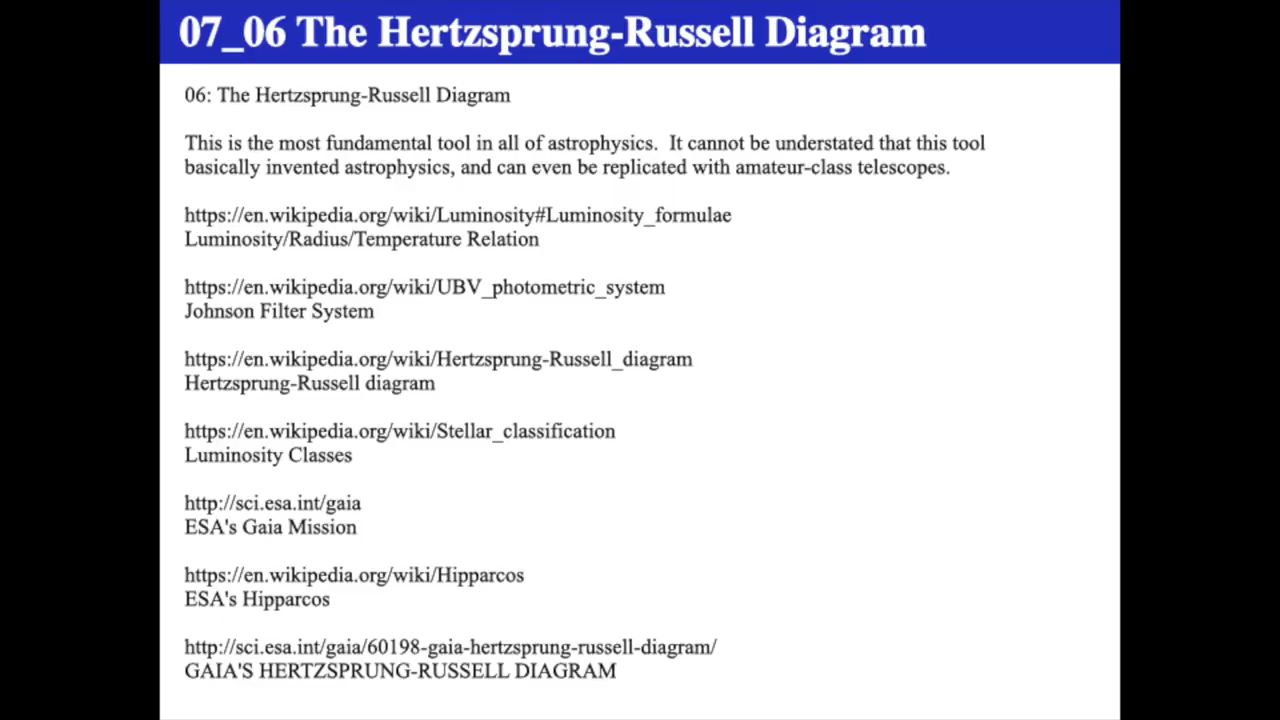 07_06 The Hertzsprung-Russell Diagram
06: The Hertzsprung-Russell Diagram
This is the most fundamental tool in all of astrophysics.  It cannot be understated that this tool
basically invented astrophysics, and can even be replicated with amateur-class telescopes.
https://en.wikipedia.org/wiki/Luminosity#Luminosity_formulae
Luminosity/Radius/Temperature Relation
https://en.wikipedia.org/wiki/UBV_photometric_system
Johnson Filter System
https://en.wikipedia.org/wiki/Hertzsprung-Russell_diagram
Hertzsprung-Russell diagram
https://en.wikipedia.org/wiki/Stellar_classification
Luminosity Classes
http://sci.esa.int/gaia
ESA's Gaia Mission
https://en.wikipedia.org/wiki/Hipparcos
ESA's Hipparcos
http://sci.esa.int/gaia/60198-gaia-hertzsprung-russell-diagram/
GAIA'S HERTZSPRUNG-RUSSELL DIAGRAM